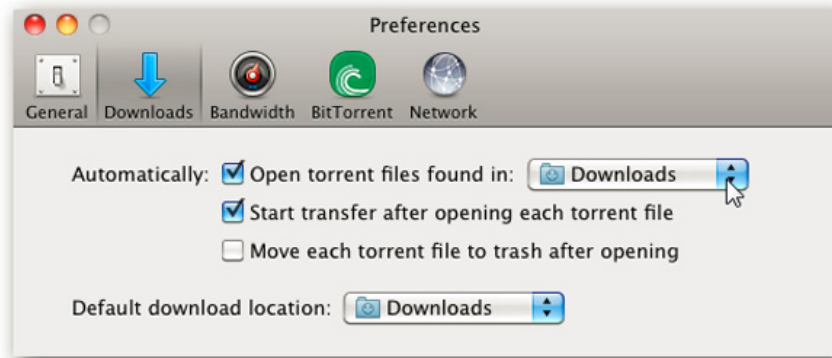 Preferences
General Downloads Bandwidth BitTorrent Network
Automatically: Open torrent files found in: Downloads
Start transfer after opening each torrent file
Move each torrent file to trash after opening
Default download location: Downloads